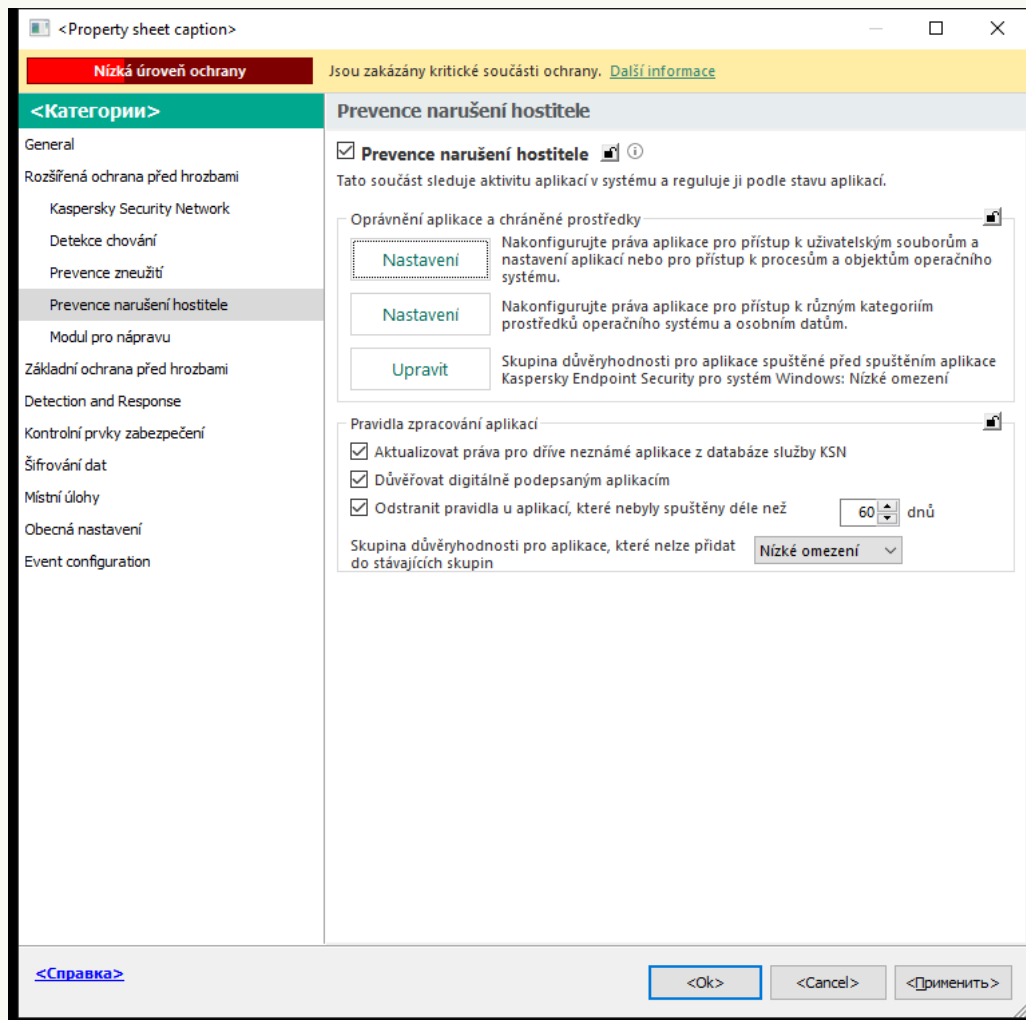 <Property sheet caption>
Nízká úroveň ochrany
Jsou zakázány kritické součásti ochrany. Další informace
<Категории>
General
Rozšířená ochrana před hrozbami
Kaspersky Security Network
Detekce chování
Prevence zneužití
Prevence narušení hostitele
Modul pro nápravu
Základní ochrana před hrozbami
Detection and Response
Kontrolní prvky zabezpečení
Šifrování dat
Místní úlohy
Obecná nastavení
Event configuration
Prevence narušení hostitele
Prevence narušení hostitele
Tato součást sleduje aktivitu aplikací v systému a reguluje ji podle stavu aplikací.
Oprávnění aplikace a chráněné prostředky
Nastavení
Nakonfigurujte práva aplikace pro přístup k uživatelským souborům a
nastavení aplikací nebo pro přístup k procesům a objektům operačního
systému.
Nastavení
Nakonfigurujte práva aplikace pro přístup k různým kategoriím
prostředků operačního systému a osobním datům.
Upravit
Skupina důvěryhodnosti pro aplikace spuštěné před spuštěním aplikace
Kaspersky Endpoint Security pro systém Windows: Nízké omezení
Pravidla zpracování aplikací
Aktualizovat práva pro dříve neznámé aplikace z databáze služby KSN
Důvěřovat digitálně podepsaným aplikacím
Odstranit pravidla u aplikací, které nebyly spuštěny déle než 60 dnů
Skupina důvěryhodnosti pro aplikace, které nelze přidat
do stávajících skupin
Nízké omezení
<Справка>
<Ok>
<Cancel>
<Применить>